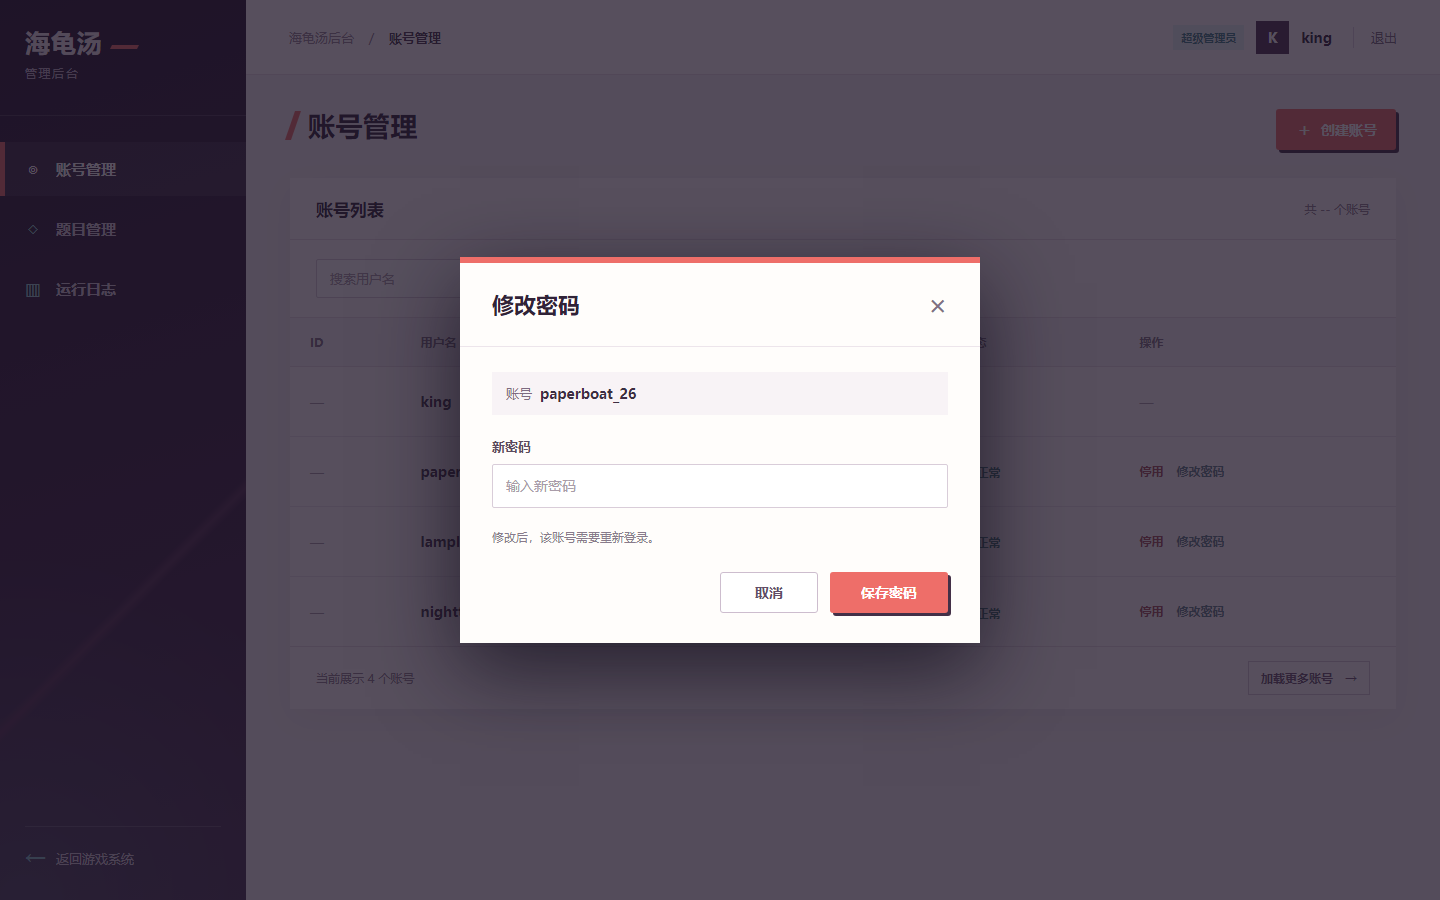 海龟汤
管理后台
账号管理
题目管理
运行日志
返回游戏系统
海龟汤后台 / 账号管理
超级管理员 K king 退出
账号管理
+ 创建账号
账号列表
共 -- 个账号
搜索用户名
ID 用户名 操作
— king —
— 正常 停用 修改密码
— 正常 停用 修改密码
— 正常 停用 修改密码
当前展示 4 个账号
加载更多账号 →
修改密码 ×
账号 paperboat_26
新密码
输入新密码
修改后，该账号需要重新登录。
取消 保存密码